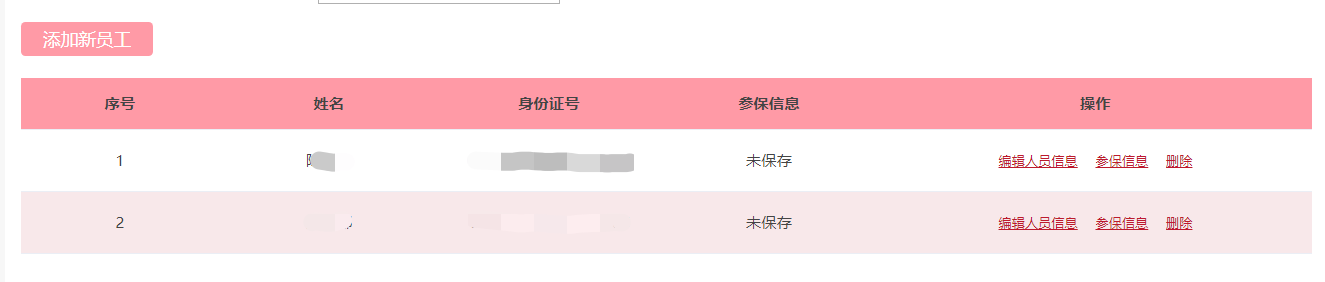 添加新员工
序号 姓名 身份证号 参保信息 操作
1 未保存 编辑人员信息 参保信息 删除
2 未保存 编辑人员信息 参保信息 删除